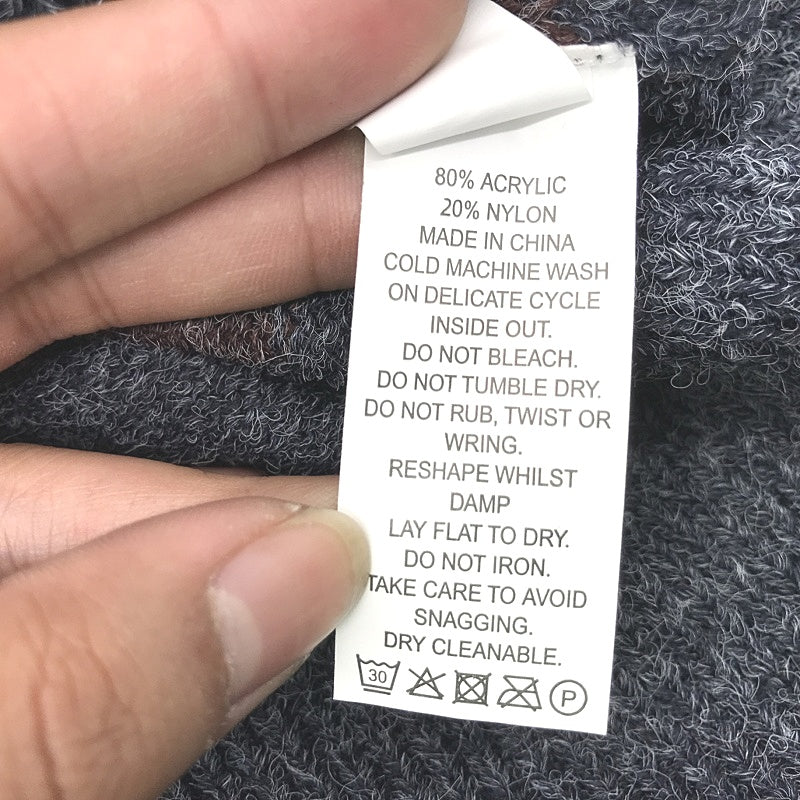 80% ACRYLIC
20% NYLON
MADE IN CHINA
COLD MACHINE WASH
ON DELICATE CYCLE
INSIDE OUT.
DO NOT BLEACH.
DO NOT TUMBLE DRY.
DO NOT RUB, TWIST OR
WRING.
RESHAPE WHILST
DAMP
LAY FLAT TO DRY.
DO NOT IRON.
TAKE CARE TO AVOID
SNAGGING.
DRY CLEANABLE.
30 P